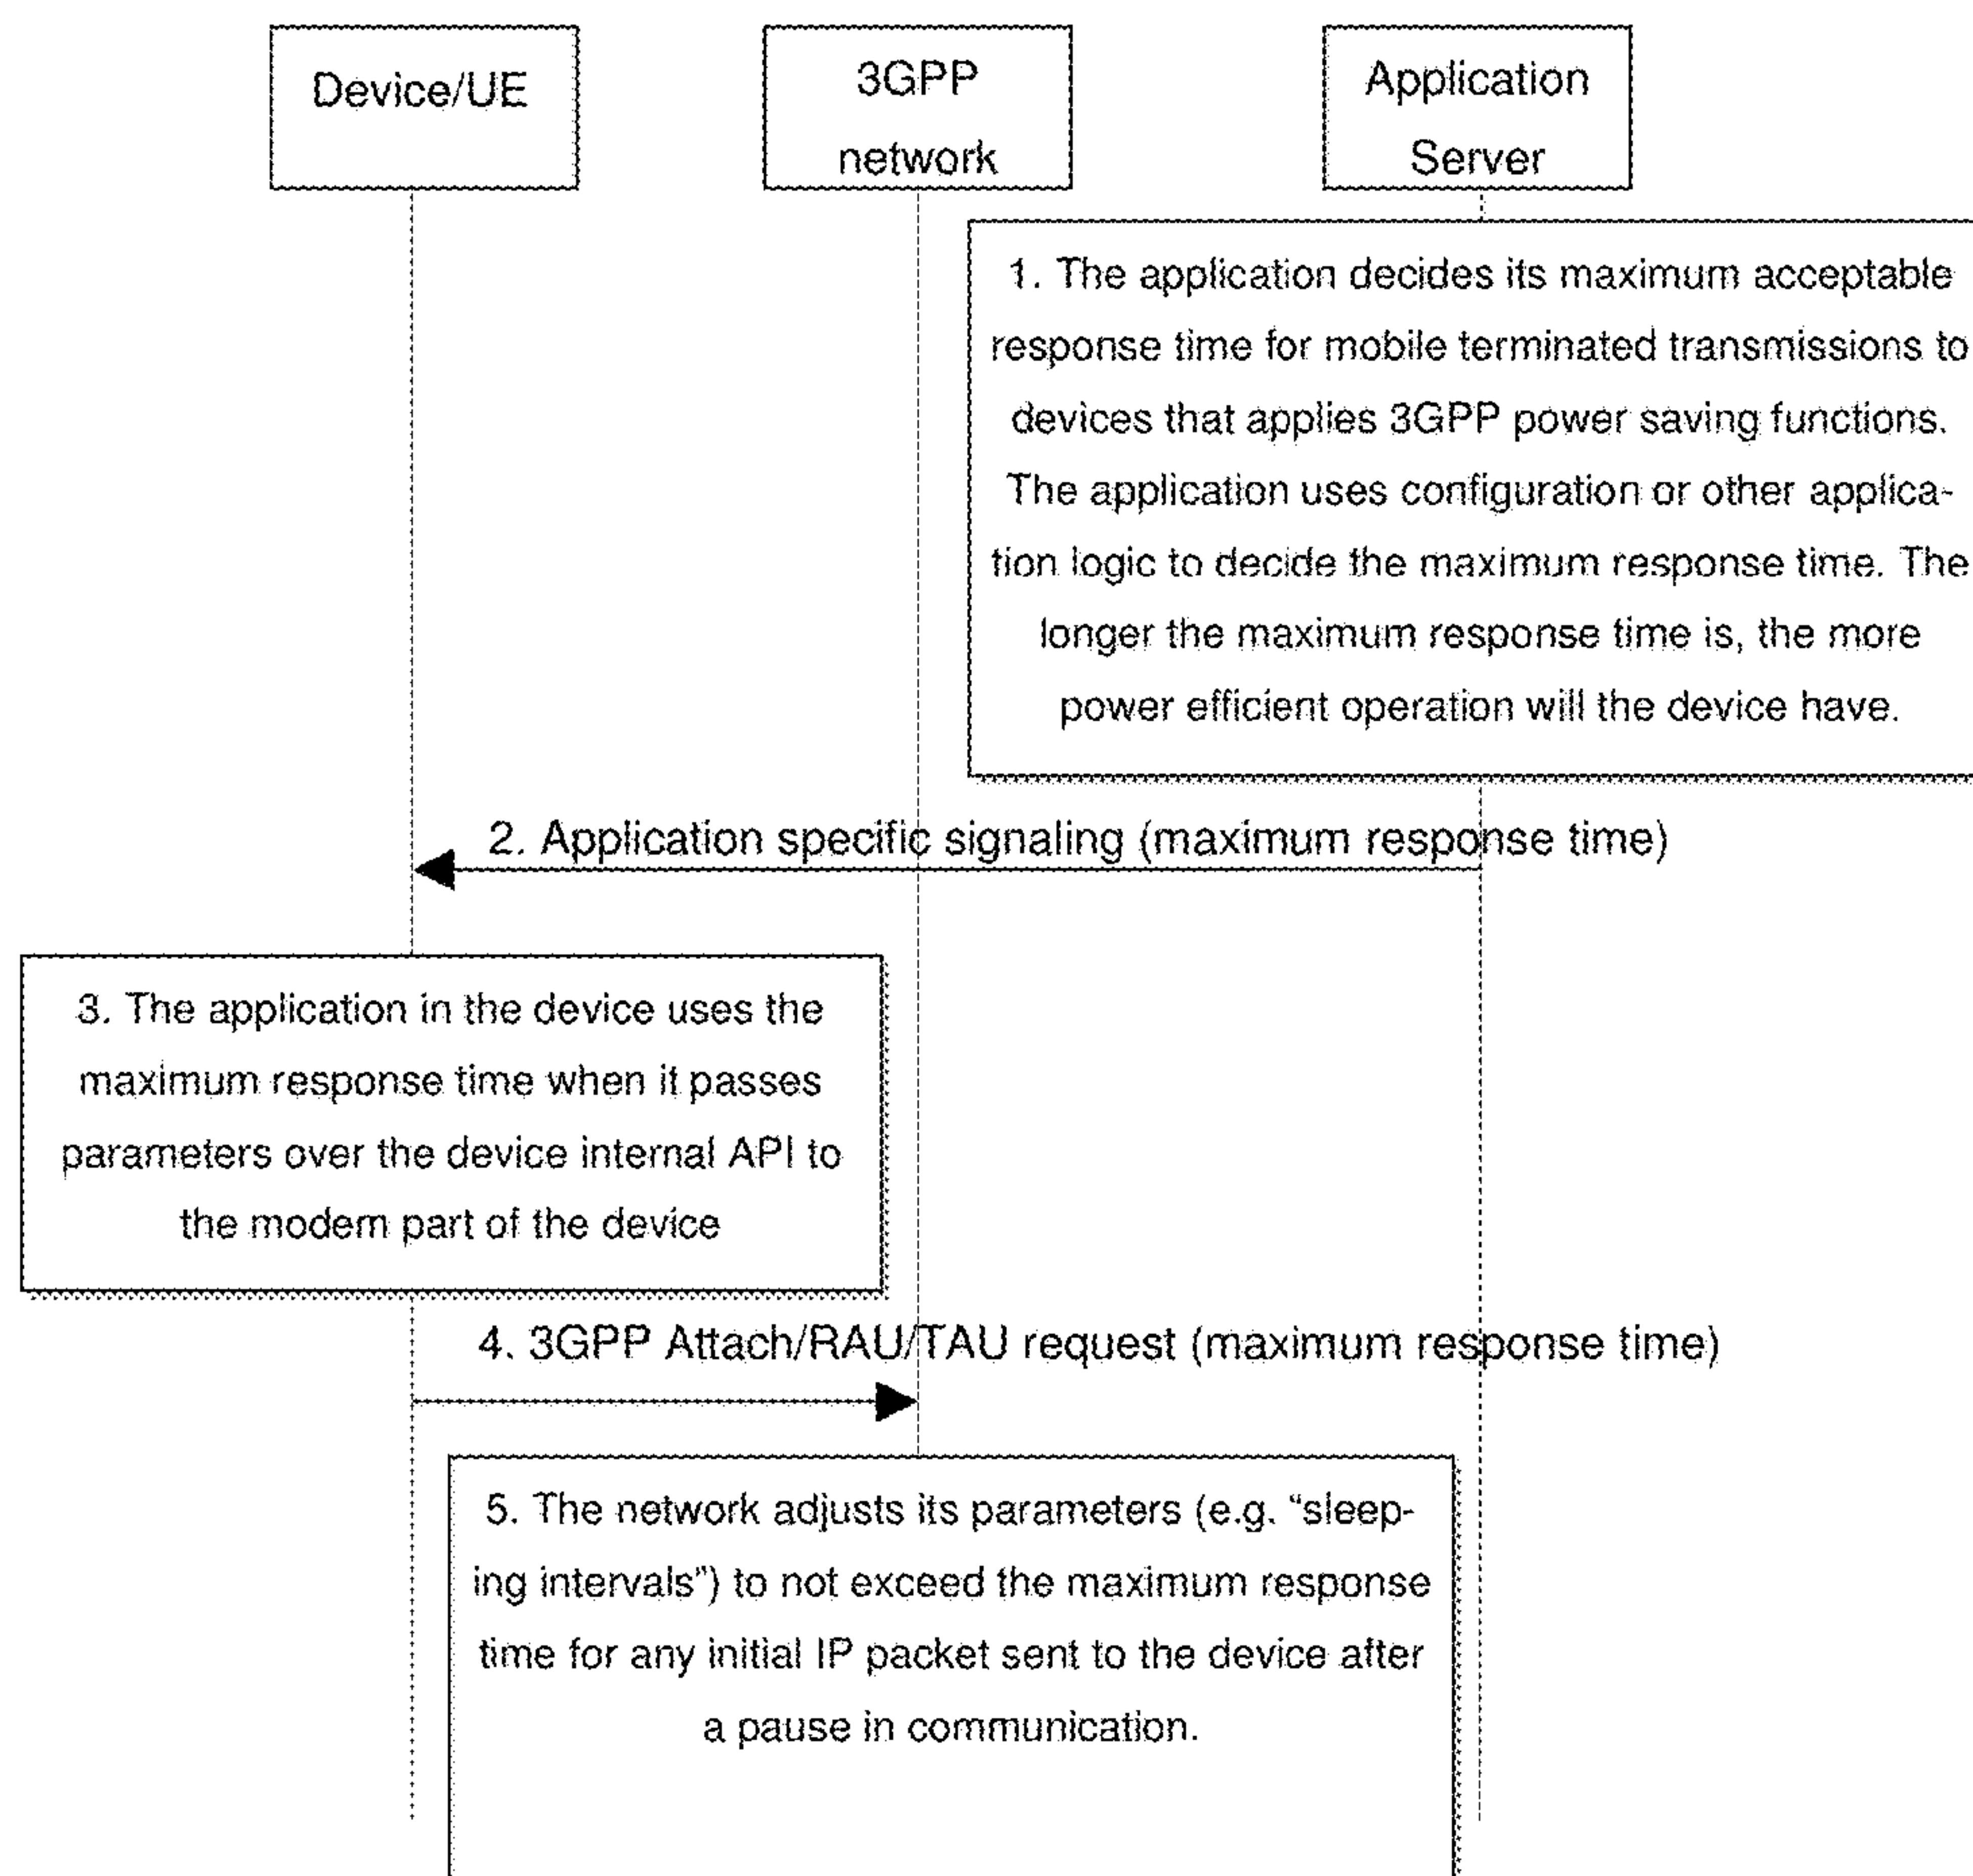 Device/UE
3GPP
network
Application
Server
1. The application decides its maximum acceptable
response time for mobile terminated transmissions to
devices that applies 3GPP power saving functions.
The application uses configuration or other applica-
tion logic to decide the maximum response time. The
longer the maximum response time is, the more
power efficient operation will the device have.
2. Application specific signaling (maximum response time)
3. The application in the device uses the
maximum response time when it passes
parameters over the device internal API to
the modem part of the device
4. 3GPP Attach/RAU/TAU request (maximum response time)
5. The network adjusts its parameters (e.g. “sleep-
ing intervals”) to not exceed the maximum response
time for any initial IP packet sent to the device after
a pause in communication.